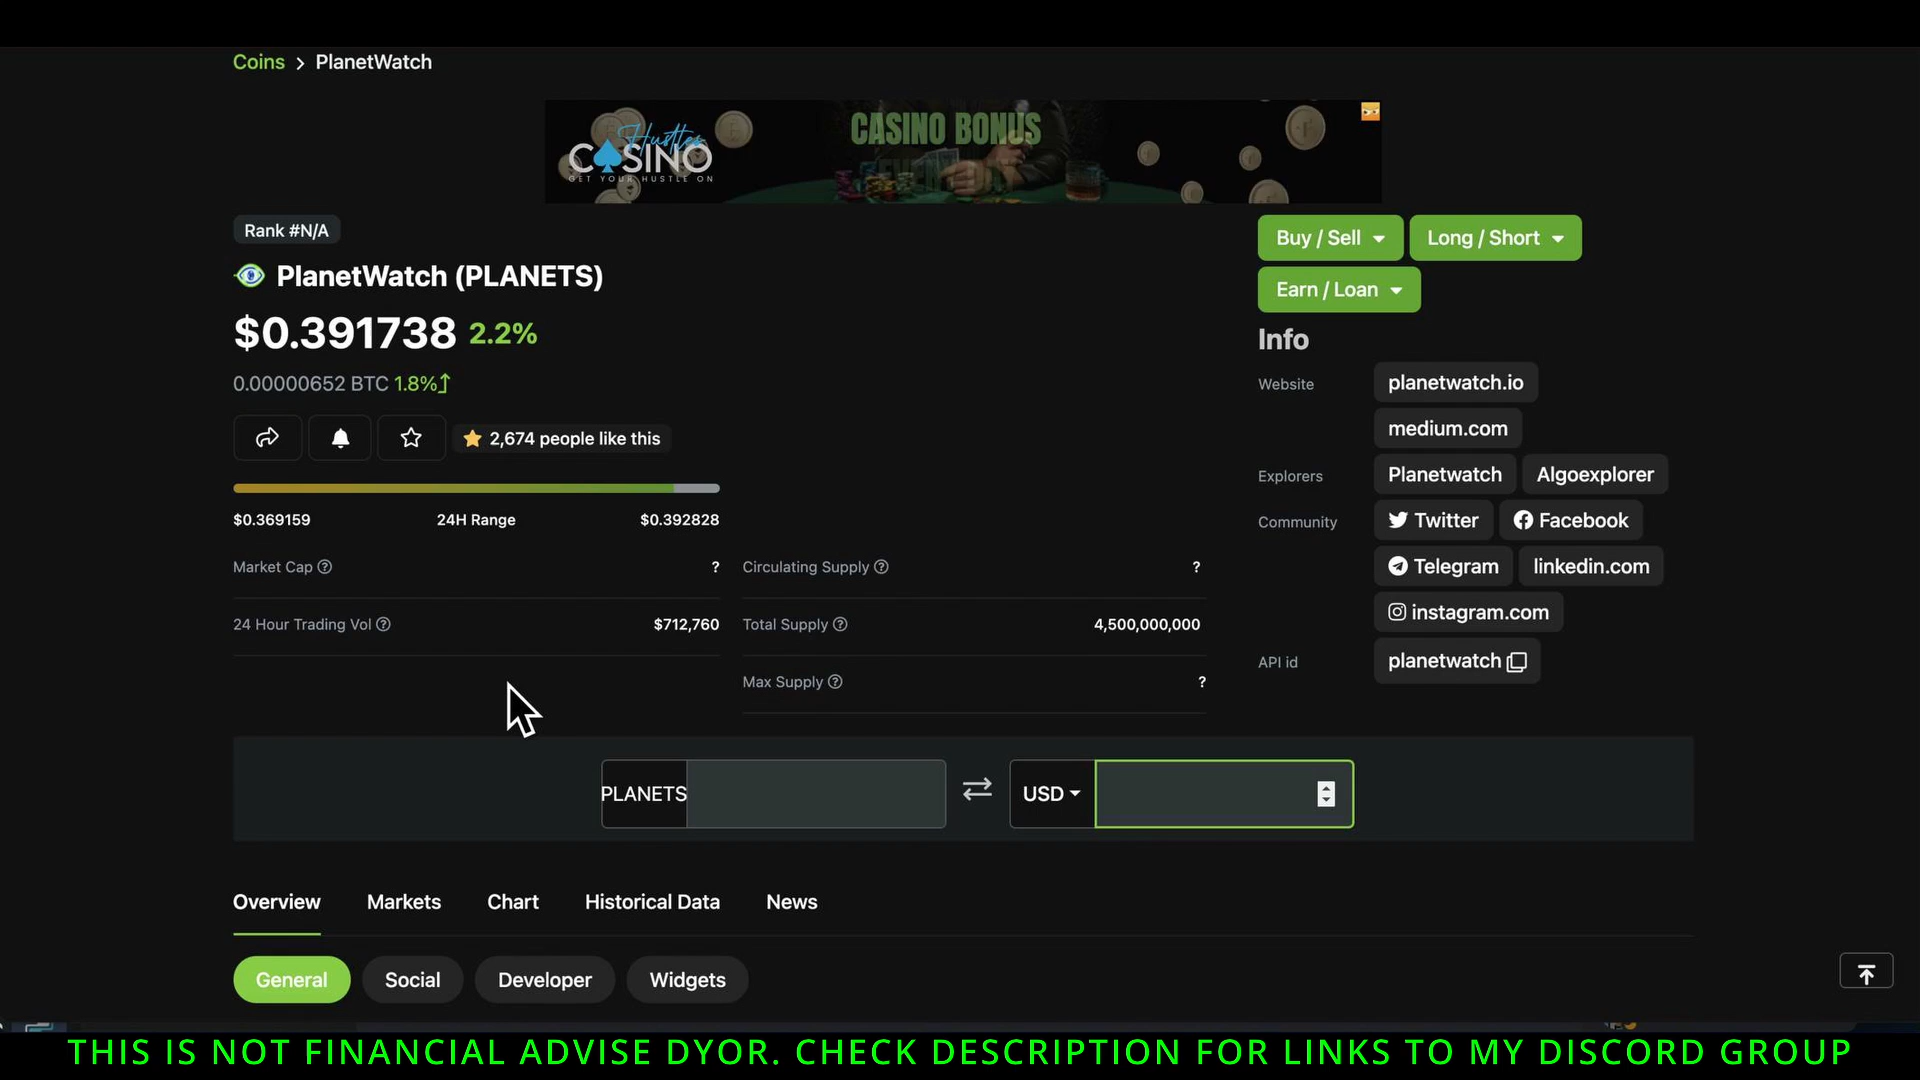 Coins > PlanetWatch
Hustles
CASINO
GET YOUR HUSTLE ON
CASINO BONUS
Rank #N/A
PlanetWatch (PLANETS)
$0.391738 2.2%
0.00000652 BTC 1.8%
2,674 people like this
$0.369159 24H Range $0.392828
Market Cap ?
Circulating Supply ?
24 Hour Trading Vol $712,760
Total Supply 4,500,000,000
Max Supply ?
Buy / Sell Long / Short
Earn / Loan
Info
Website planetwatch.io
medium.com
Explorers Planetwatch Algoexplorer
Community Twitter Facebook
Telegram linkedin.com
instagram.com
API id planetwatch
PLANETS USD
Overview Markets Chart Historical Data News
General Social Developer Widgets
THIS IS NOT FINANCIAL ADVISE DYOR. CHECK DESCRIPTION FOR LINKS TO MY DISCORD GROUP